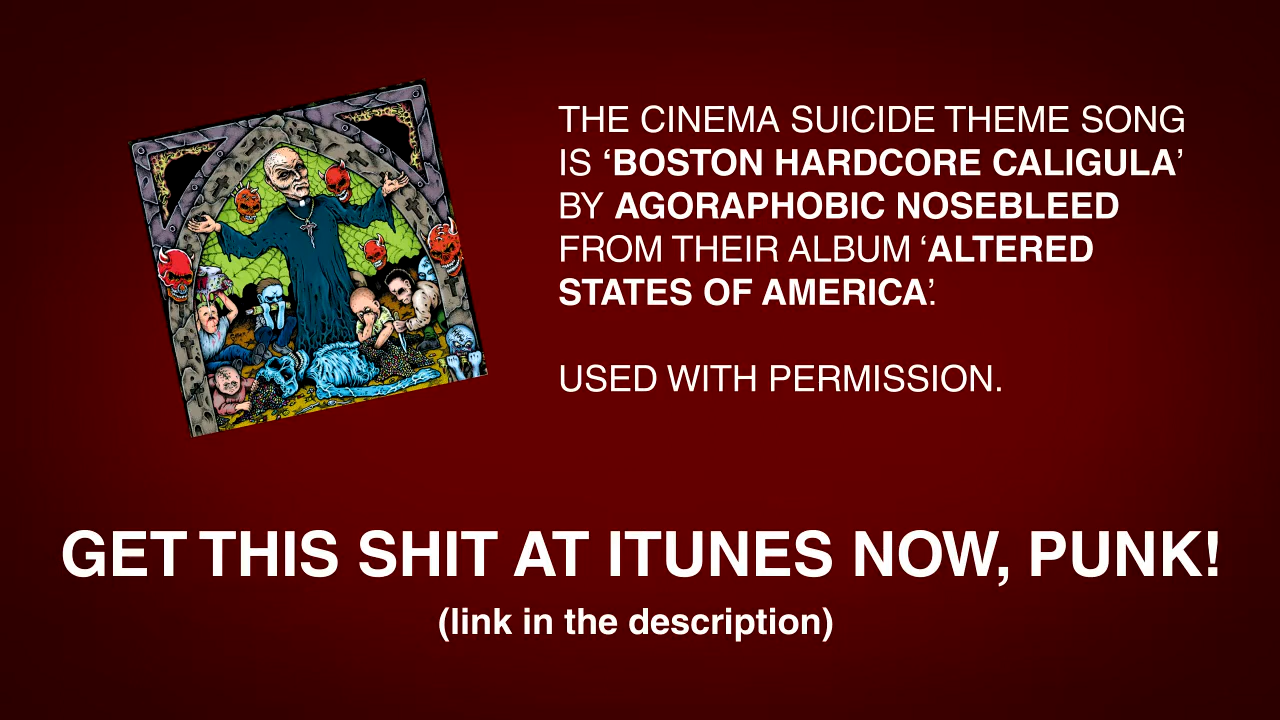 THE CINEMA SUICIDE THEME SONG
IS ‘BOSTON HARDCORE CALIGULA’
BY AGORAPHOBIC NOSEBLEED
FROM THEIR ALBUM ‘ALTERED
STATES OF AMERICA’.
USED WITH PERMISSION.
GET THIS SHIT AT ITUNES NOW, PUNK!
(link in the description)